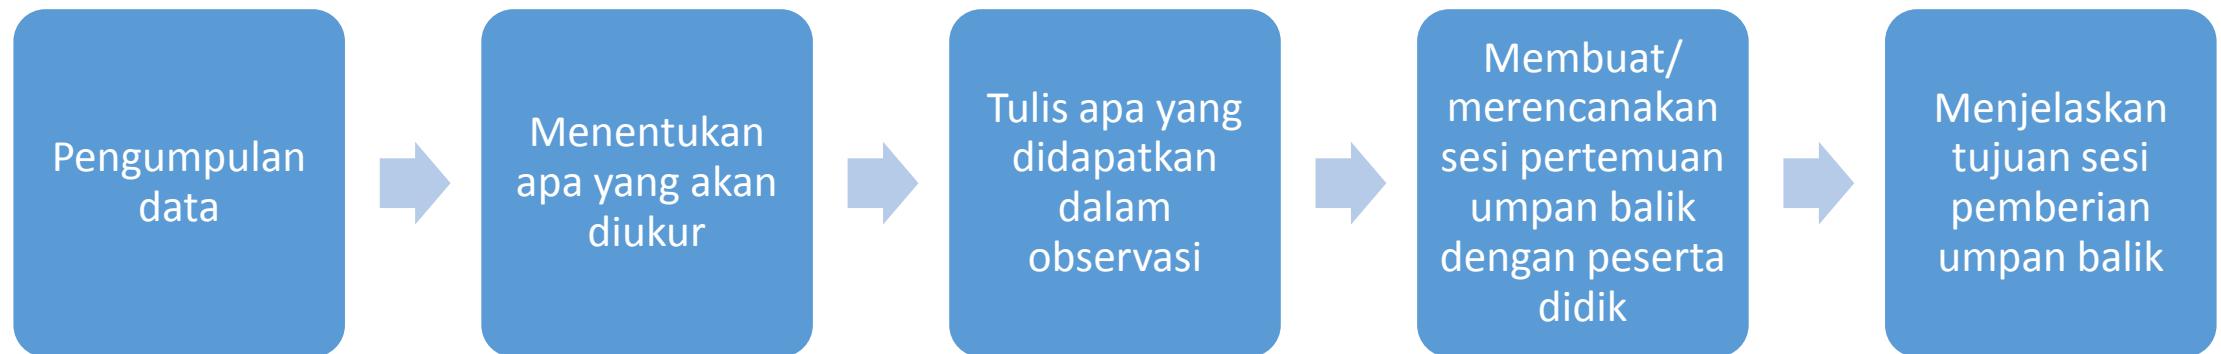 Pengumpulan
data
Menentukan
apa yang akan
diukur
Tulis apa yang
didapatkan
dalam
observasi
Membuat/
merencanakan
sesi pertemuan
umpan balik
dengan peserta
didik
Menjelaskan
tujuan sesi
pemberian
umpan balik